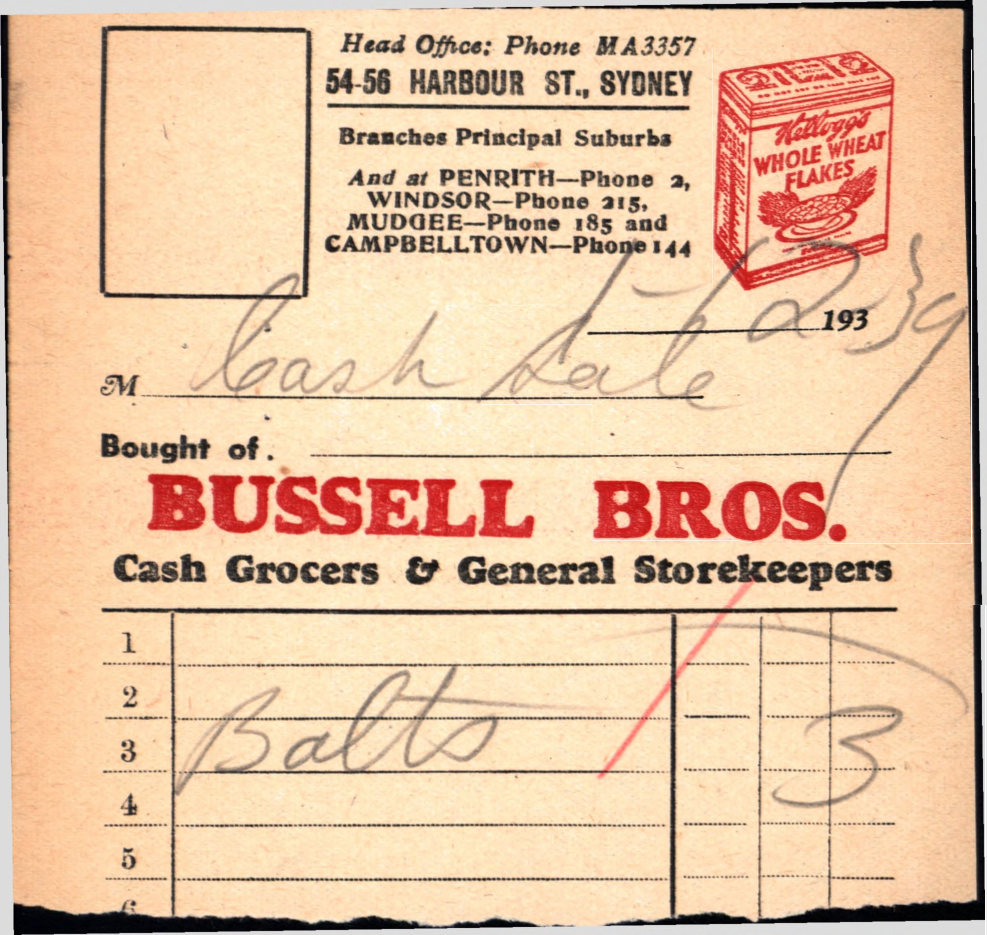 Head Office: Phone MA3357
54-56 HARBOUR ST., SYDNEY
Branches Principal Suburbs
And at PENRITH—Phone 2,
WINDSOR—Phone 215,
MUDGEE—Phone 185 and
CAMPBELLTOWN—Phone 144
Kellogg's
WHOLE WHEAT
FLAKES
193
M Cash Sale
Bought of.
BUSSELL BROS.
Cash Grocers & General Storekeepers
1
2
3 Bolts 3
4
5
6